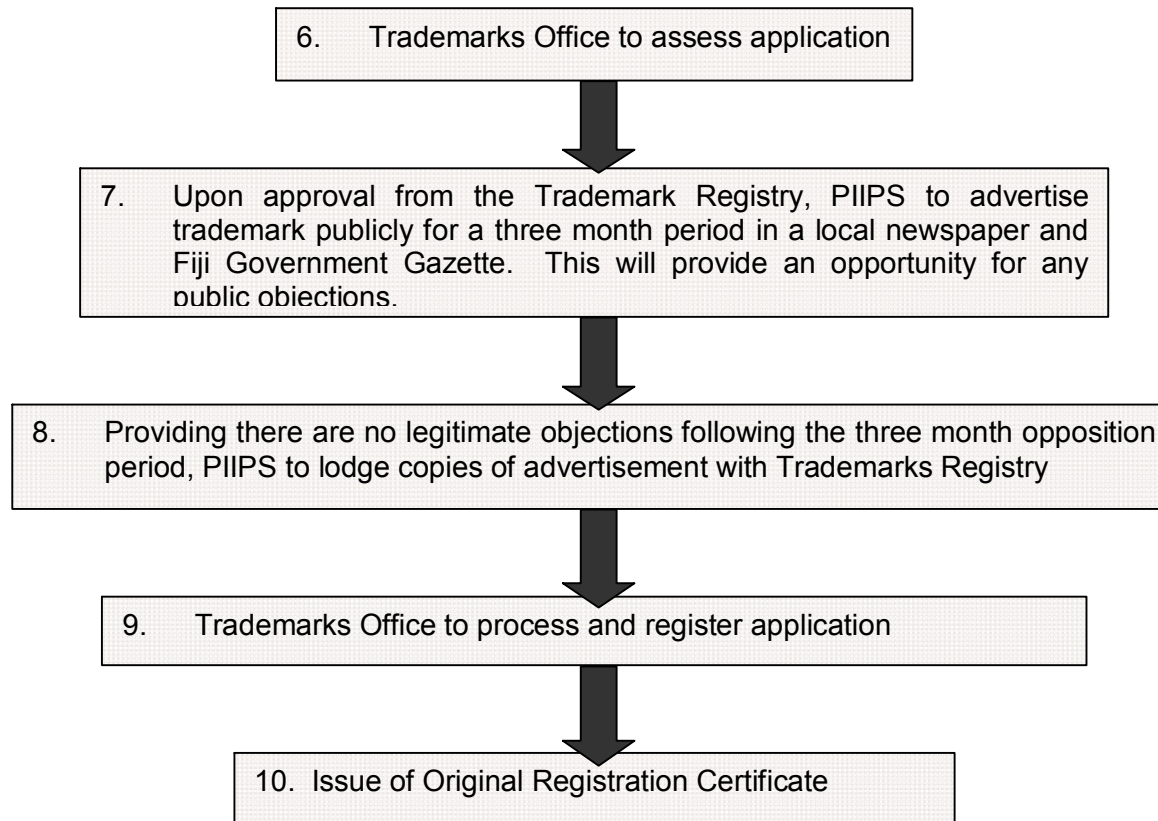 6. Trademarks Office to assess application
7. Upon approval from the Trademark Registry, PIIPS to advertise
trademark publicly for a three month period in a local newspaper and
Fiji Government Gazette. This will provide an opportunity for any
public objections.
8. Providing there are no legitimate objections following the three month opposition
period, PIIPS to lodge copies of advertisement with Trademarks Registry
9. Trademarks Office to process and register application
10. Issue of Original Registration Certificate